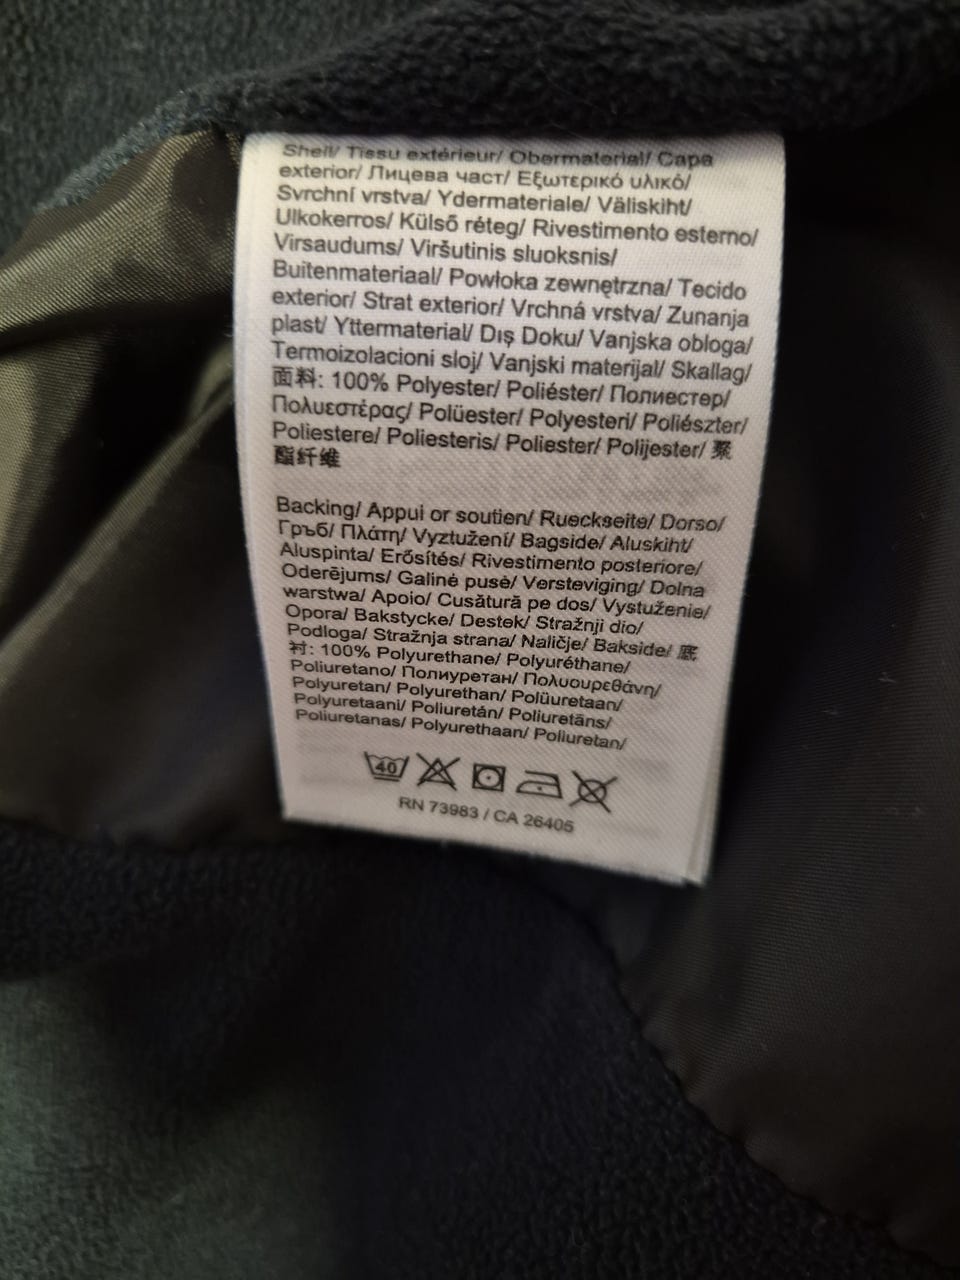 Shell/ Tissu extérieur/ Obermaterial/ Capa
exterior/ Лицева част/ Εξωτερικό υλικό/
Svrchní vrstva/ Ydermateriale/ Väliskiht/
Ulkokerros/ Külső réteg/ Rivestimento esterno/
Virsaudums/ Viršutinis sluoksnis/
Buitenmateriaal/ Powłoka zewnętrzna/ Tecido
exterior/ Strat exterior/ Vrchná vrstva/ Zunanja
plast/ Yttermaterial/ Dış Doku/ Vanjska obloga/
Termoizolacioni sloj/ Vanjski materijal/ Skallag/
面料: 100% Polyester/ Poliéster/ Полиестер/
Πολυεστέρας/ Polüester/ Polyesteri/ Poliészter/
Poliestere/ Poliesteris/ Poliester/ Polijester/ 聚
酯纤维
Backing/ Appui or soutien/ Rueckseite/ Dorso/
Гръб/ Πλάτη/ Vyztužení/ Bagside/ Aluskiht/
Aluspinta/ Erősítés/ Rivestimento posteriore/
Oderējums/ Galinė pusė/ Versteviging/ Dolna
warstwa/ Apoio/ Cusătură pe dos/ Vystuženie/
Opora/ Bakstycke/ Destek/ Stražnji dio/
Podloga/ Stražnja strana/ Naličje/ Bakside/ 底
衬: 100% Polyurethane/ Polyuréthane/
Poliuretano/ Полиуретан/ Πολυουρεθάνη/
Polyuretan/ Polyurethan/ Polüuretaan/
Polyuretaani/ Poliuretán/ Poliuretāns/
Poliuretanas/ Polyurethaan/ Poliuretan/
40
RN 73983 / CA 26405